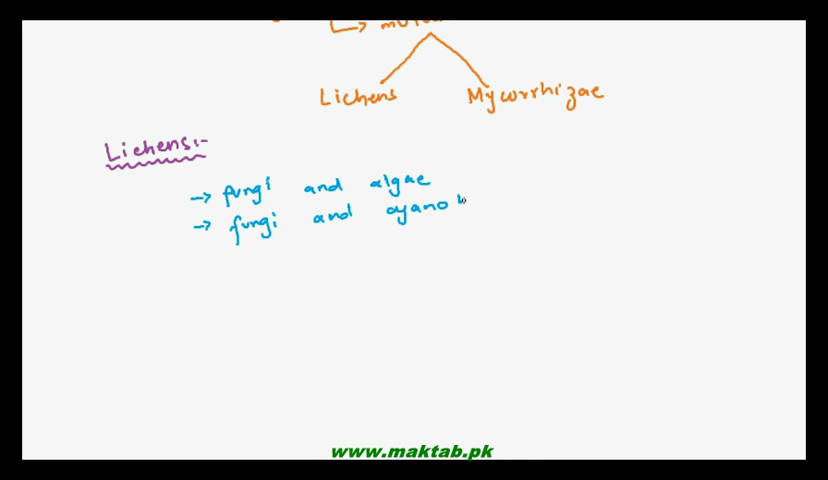 Lichens Mycorrhizae
Lichens:-
→ fungi and algae
→ fungi and cyano
www.maktab.pk